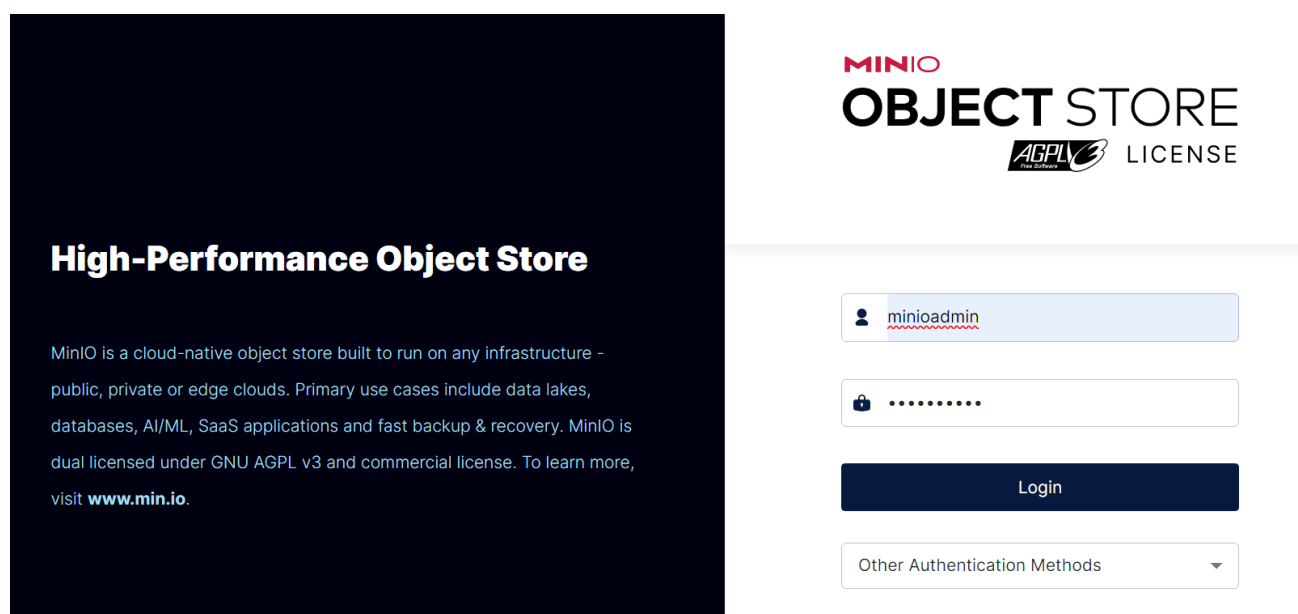 High-Performance Object Store
MinIO is a cloud-native object store built to run on any infrastructure -
public, private or edge clouds. Primary use cases include data lakes,
databases, AI/ML, SaaS applications and fast backup & recovery. MinIO is
dual licensed under GNU AGPL v3 and commercial license. To learn more,
visit www.min.io.
MINIO
OBJECT STORE
AGPLv3 LICENSE
Free Software
minioadmin
••••••••••
Login
Other Authentication Methods